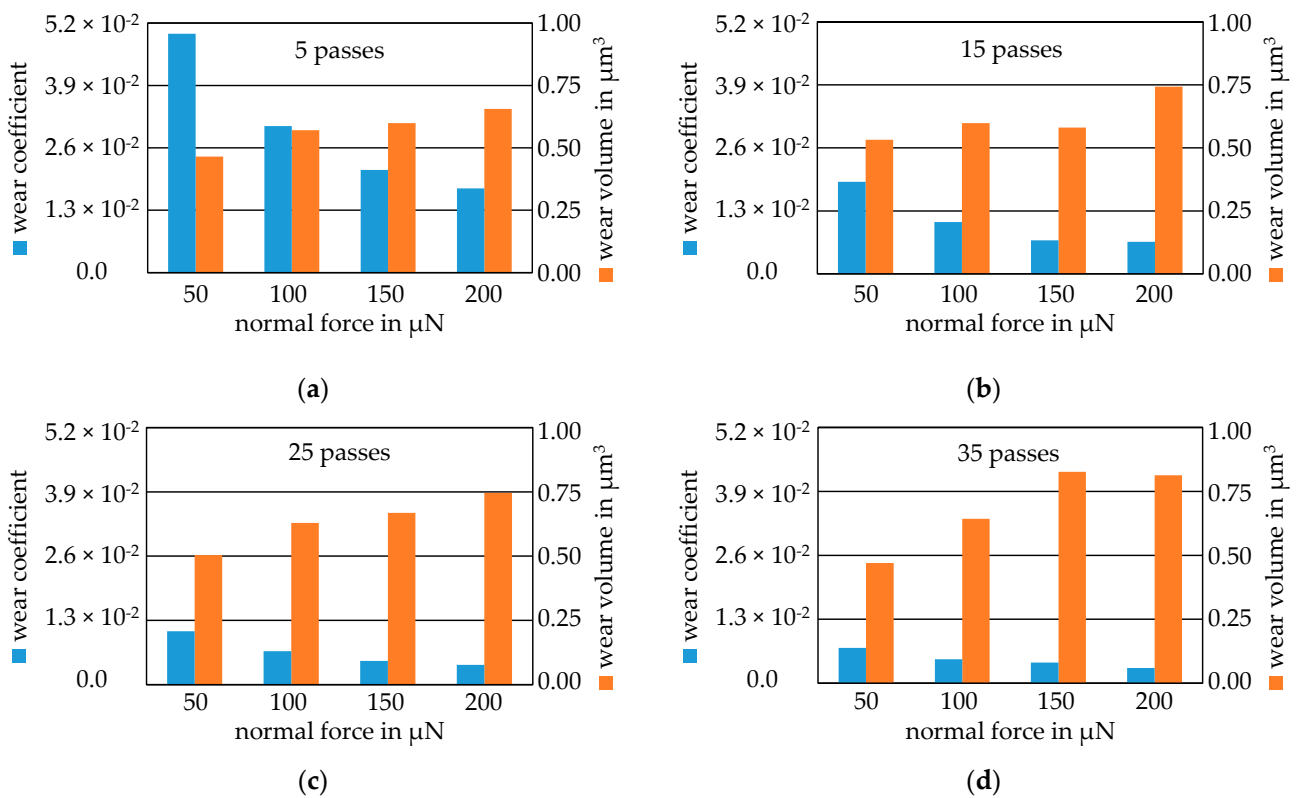 5 passes
■ wear coefficient
5.2 × 10⁻²
3.9 × 10⁻²
2.6 × 10⁻²
1.3 × 10⁻²
0.0
1.00
0.75
0.50
0.25
0.00
■ wear volume in µm³
50 100 150 200
normal force in µN
(a)
15 passes
■ wear coefficient
5.2 × 10⁻²
3.9 × 10⁻²
2.6 × 10⁻²
1.3 × 10⁻²
0.0
1.00
0.75
0.50
0.25
0.00
■ wear volume in µm³
50 100 150 200
normal force in µN
(b)
25 passes
■ wear coefficient
5.2 × 10⁻²
3.9 × 10⁻²
2.6 × 10⁻²
1.3 × 10⁻²
0.0
1.00
0.75
0.50
0.25
0.00
■ wear volume in µm³
50 100 150 200
normal force in µN
(c)
35 passes
■ wear coefficient
5.2 × 10⁻²
3.9 × 10⁻²
2.6 × 10⁻²
1.3 × 10⁻²
0.0
1.00
0.75
0.50
0.25
0.00
■ wear volume in µm³
50 100 150 200
normal force in µN
(d)